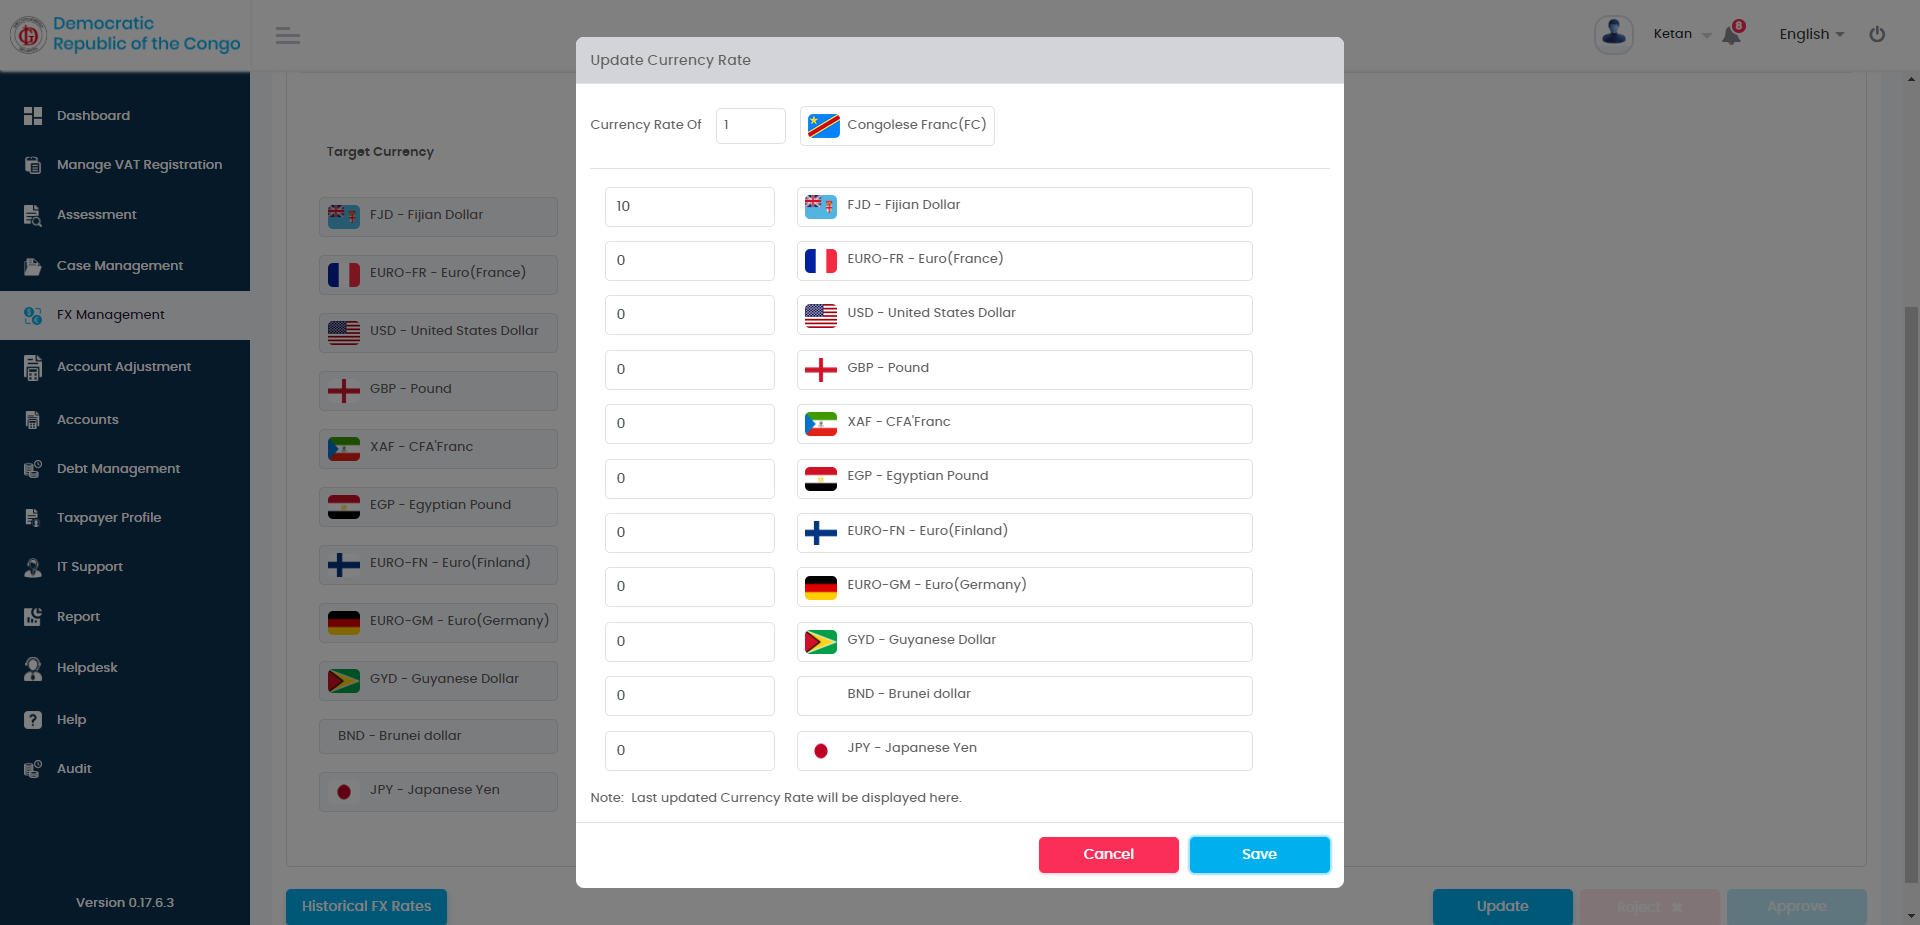 Democratic
Republic of the Congo
Ketan
8
English
Dashboard
Manage VAT Registration
Assessment
Case Management
FX Management
Account Adjustment
Accounts
Debt Management
Taxpayer Profile
IT Support
Report
Helpdesk
Help
Audit
Version 0.17.6.3
Target Currency
FJD - Fijian Dollar
EURO-FR - Euro(France)
USD - United States Dollar
GBP - Pound
XAF - CFA'Franc
EGP - Egyptian Pound
EURO-FN - Euro(Finland)
EURO-GM - Euro(Germany)
GYD - Guyanese Dollar
BND - Brunei dollar
JPY - Japanese Yen
Historical FX Rates
Update Currency Rate
Currency Rate Of 1 Congolese Franc(FC)
10 FJD - Fijian Dollar
0 EURO-FR - Euro(France)
0 USD - United States Dollar
0 GBP - Pound
0 XAF - CFA'Franc
0 EGP - Egyptian Pound
0 EURO-FN - Euro(Finland)
0 EURO-GM - Euro(Germany)
0 GYD - Guyanese Dollar
0 BND - Brunei dollar
0 JPY - Japanese Yen
Note: Last updated Currency Rate will be displayed here.
Cancel Save
Update Reject Approve